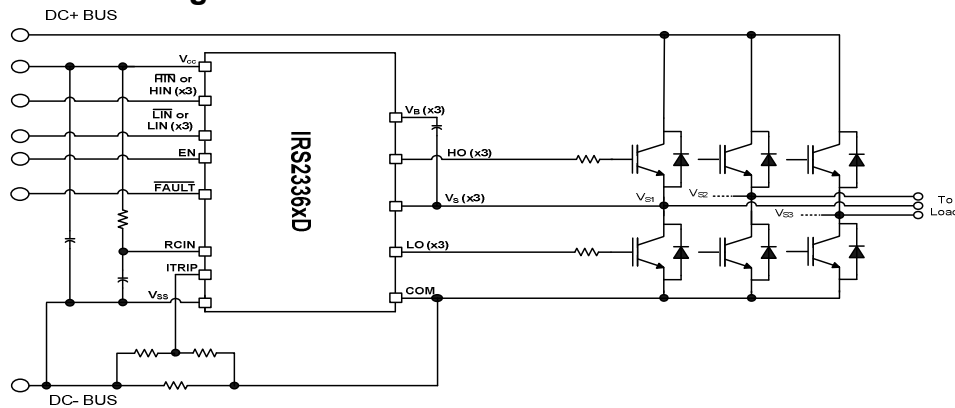 DC+ BUS
Vcc
HIN or
HIN (x3)
LIN or
LIN (x3)
EN
FAULT
RCIN
ITRIP
Vss
IRS2336xD
VB (x3)
HO (x3)
VS (x3)
LO (x3)
COM
VS1
VS2
VS3
To
Load
DC- BUS